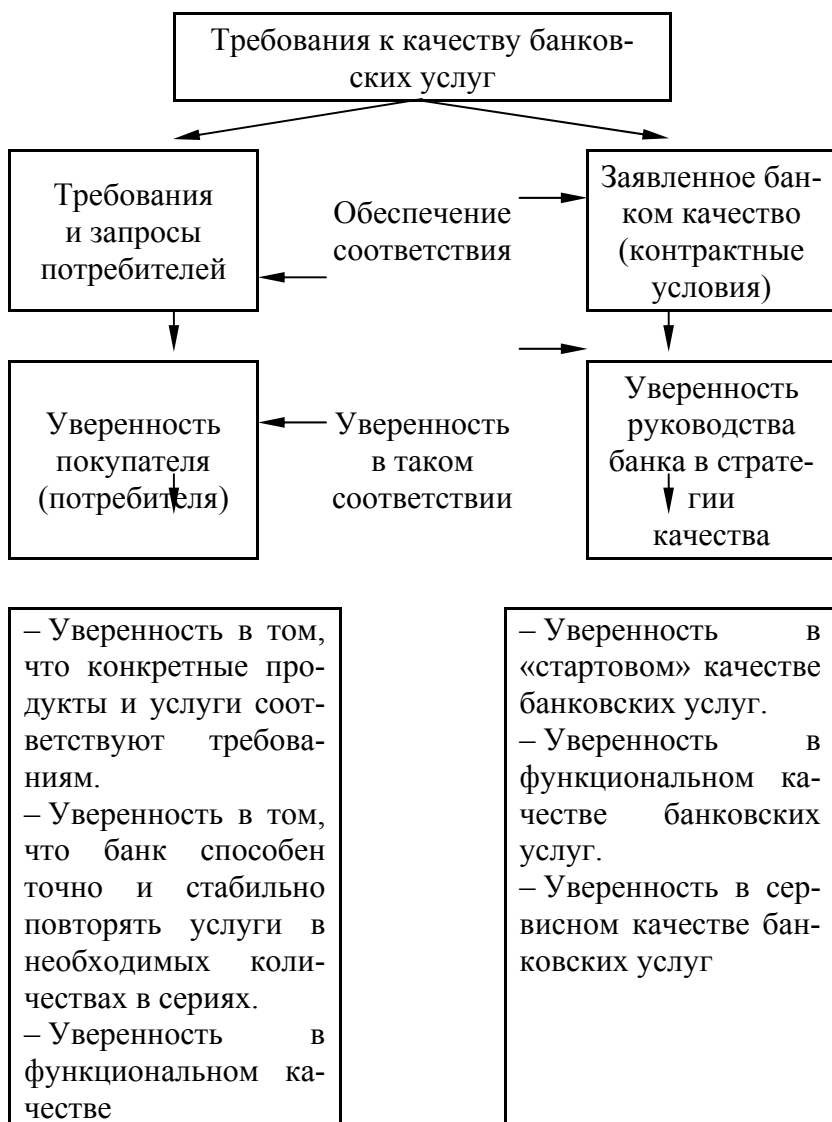 Требования к качеству банков-
ских услуг
Требования
и запросы
потребителей
Обеспечение
соответствия
Заявленное бан-
ком качество
(контрактные
условия)
Уверенность
покупателя
(потребителя)
Уверенность
в таком
соответствии
Уверенность
руководства
банка в страте-
гии
качества
– Уверенность в том,
что конкретные про-
дукты и услуги соот-
ветствуют требова-
ниям.
– Уверенность в том,
что банк способен
точно и стабильно
повторять услуги в
необходимых коли-
чествах в сериях.
– Уверенность в
функциональном ка-
честве
– Уверенность в
«стартовом» качестве
банковских услуг.
– Уверенность в
функциональном ка-
честве банковских
услуг.
– Уверенность в сер-
висном качестве бан-
ковских услуг